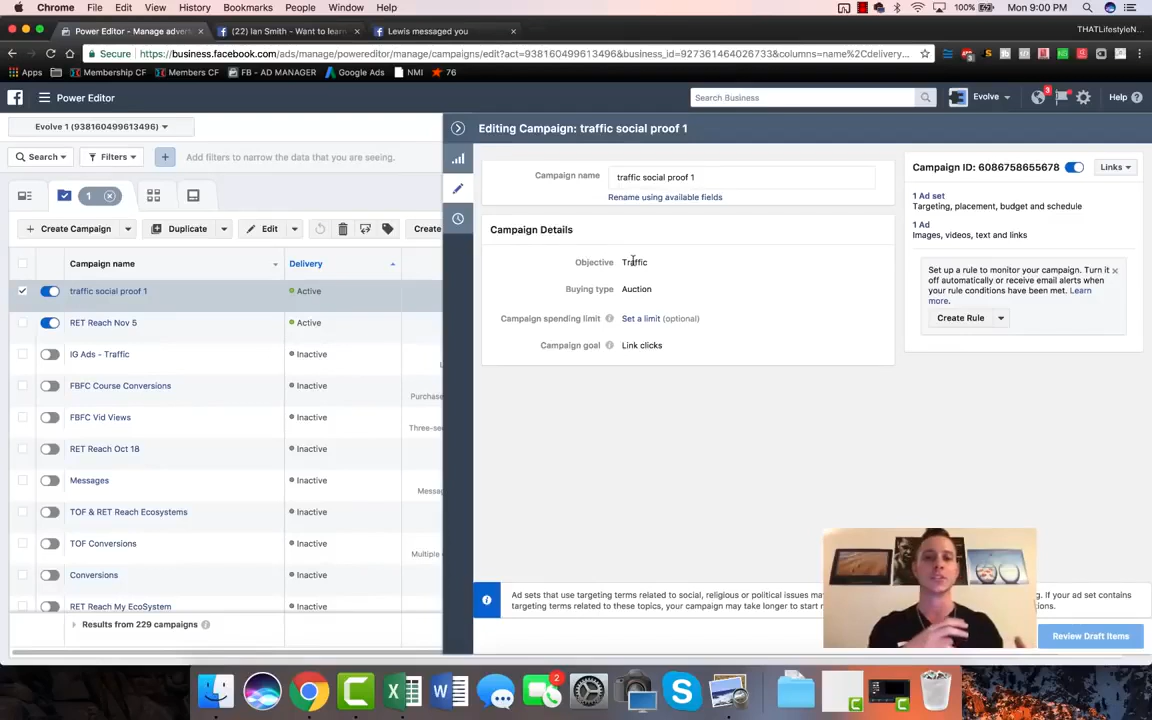 Chrome File Edit View History Bookmarks People Window Help 100% Mon 9:00 PM
Power Editor - Manage advert
(22) Ian Smith - Want to learn
Lewis messaged you
THATLifestyleN...
Secure https://business.facebook.com/ads/manage/powereditor/manage/campaigns/edit?act=938160499613496&business_id=927361464026733&columns=name%2Cdelivery...
Apps Membership CF Members CF FB - AD MANAGER Google Ads NMI 76
Power Editor
Search Business
Evolve
3
Help
Evolve 1 (938160499613496)
Search
Filters
Add filters to narrow the data that you are seeing.
1
Create Campaign
Duplicate
Edit
Create
Campaign name
Delivery
traffic social proof 1
Active
RET Reach Nov 5
Active
IG Ads - Traffic
Inactive
FBFC Course Conversions
Inactive
Purchase
FBFC Vid Views
Inactive
Three-sec
RET Reach Oct 18
Inactive
Messages
Inactive
Messag
TOF & RET Reach Ecosystems
Inactive
TOF Conversions
Inactive
Multiple
Conversions
Inactive
RET Reach My EcoSystem
Inactive
Results from 229 campaigns
Editing Campaign: traffic social proof 1
Campaign name
traffic social proof 1
Rename using available fields
Campaign Details
Objective
Traffic
Buying type
Auction
Campaign spending limit
Set a limit (optional)
Campaign goal
Link clicks
Campaign ID: 6086758655678
Links
1 Ad set
Targeting, placement, budget and schedule
1 Ad
Images, videos, text and links
Set up a rule to monitor your campaign. Turn it
off automatically or receive email alerts when
your rule conditions have been met. Learn
more.
Create Rule
Ad sets that use targeting terms related to social, religious or political issues may
ng. If your ad set contains
targeting terms related to these topics, your campaign may take longer to start r
Review Draft Items
2